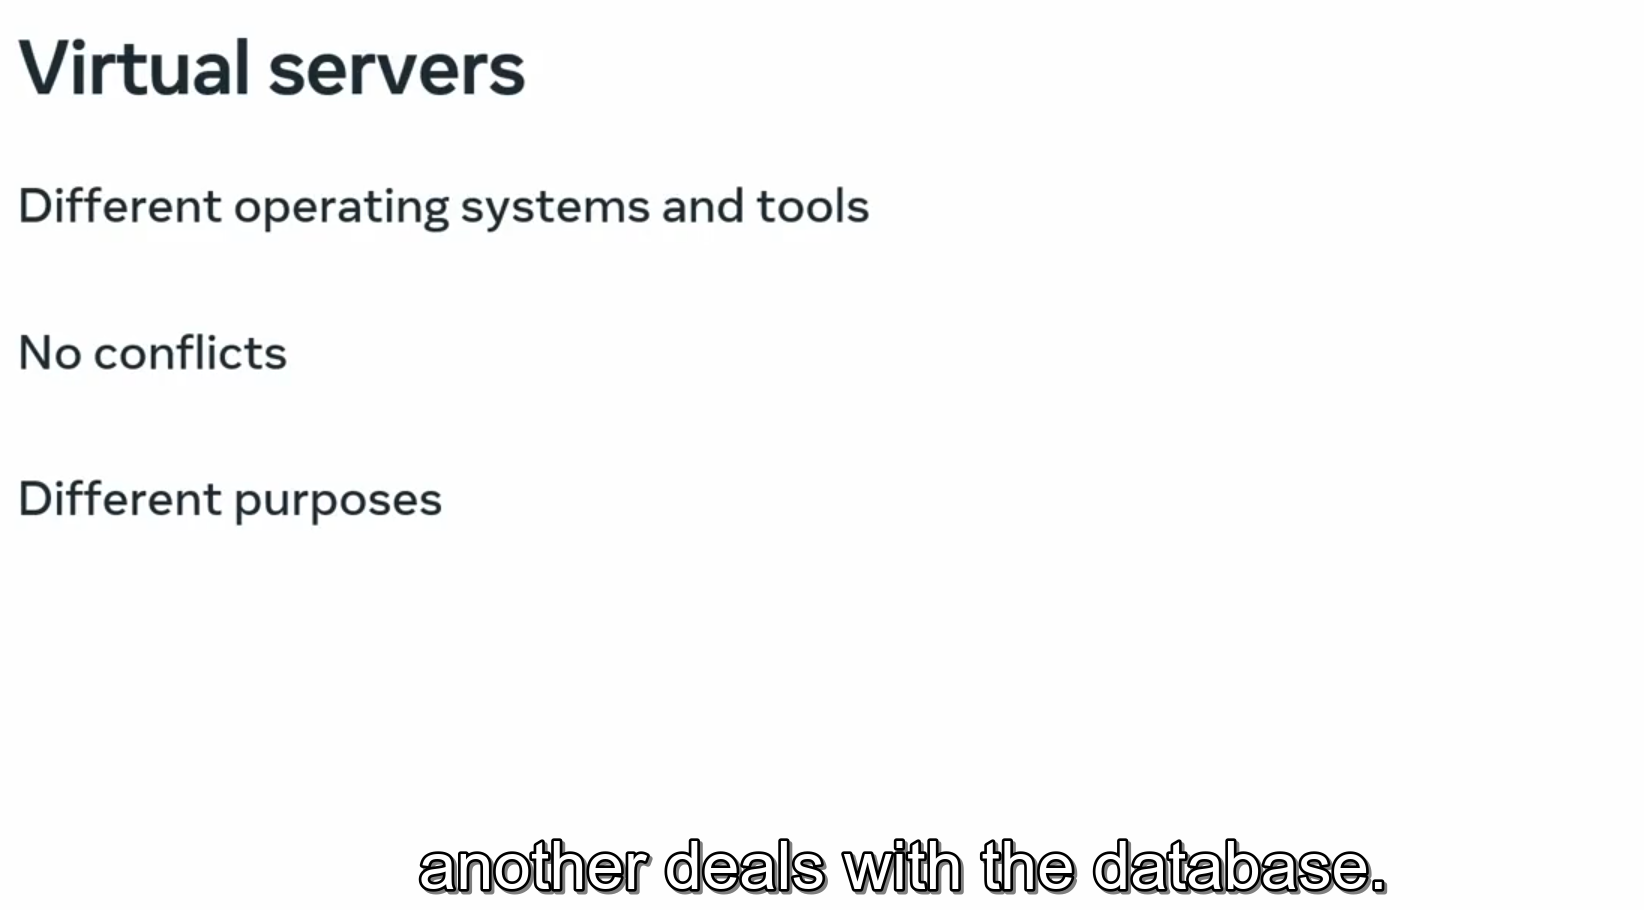 Virtual servers
Different operating systems and tools
No conflicts
Different purposes
another deals with the database.